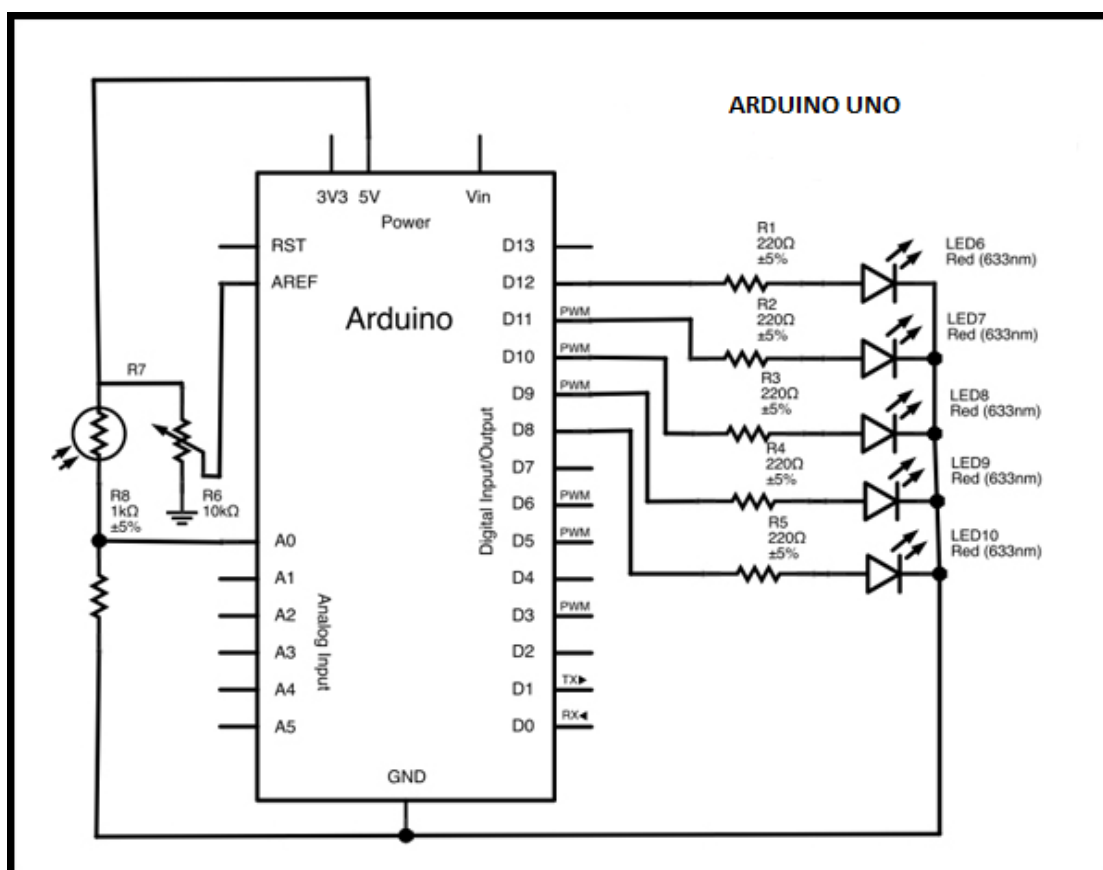 ARDUINO UNO
3V3 5V Vin
Power
RST
AREF
Arduino
D13
D12
D11 PWM
D10 PWM
D9 PWM
D8
D7
D6 PWM
D5 PWM
D4
D3 PWM
D2
D1 TX▶
D0 RX◀
Digital Input/Output
Analog Input
A0
A1
A2
A3
A4
A5
GND
R7
R8
1kΩ
±5%
R6
10kΩ
R1
220Ω
±5%
R2
220Ω
±5%
R3
220Ω
±5%
R4
220Ω
±5%
R5
220Ω
±5%
LED6
Red (633nm)
LED7
Red (633nm)
LED8
Red (633nm)
LED9
Red (633nm)
LED10
Red (633nm)